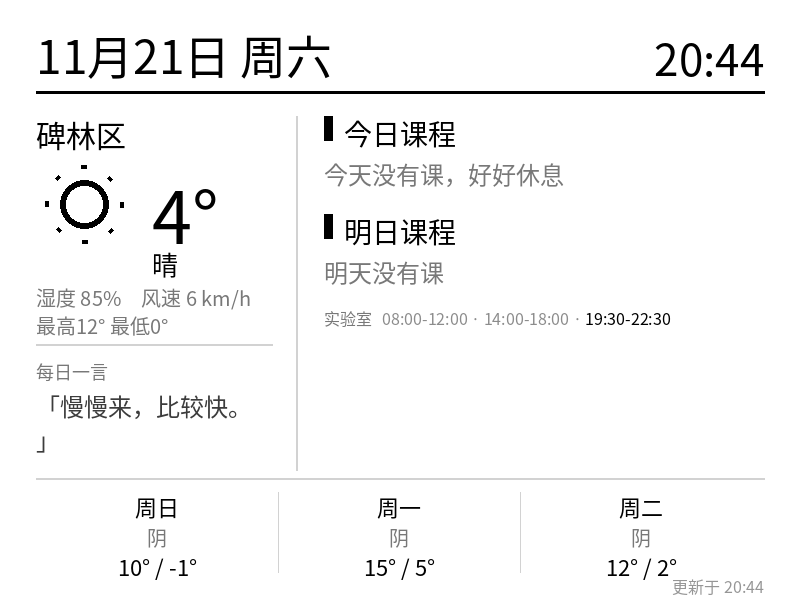 11月21日 周六
20:44
碑林区
4°
晴
湿度 85% 风速 6 km/h
最高12° 最低0°
每日一言
「慢慢来，比较快。
」
今日课程
今天没有课，好好休息
明日课程
明天没有课
实验室 08:00-12:00 · 14:00-18:00 · 19:30-22:30
周日
阴
10° / -1°
周一
阴
15° / 5°
周二
阴
12° / 2°
更新于 20:44